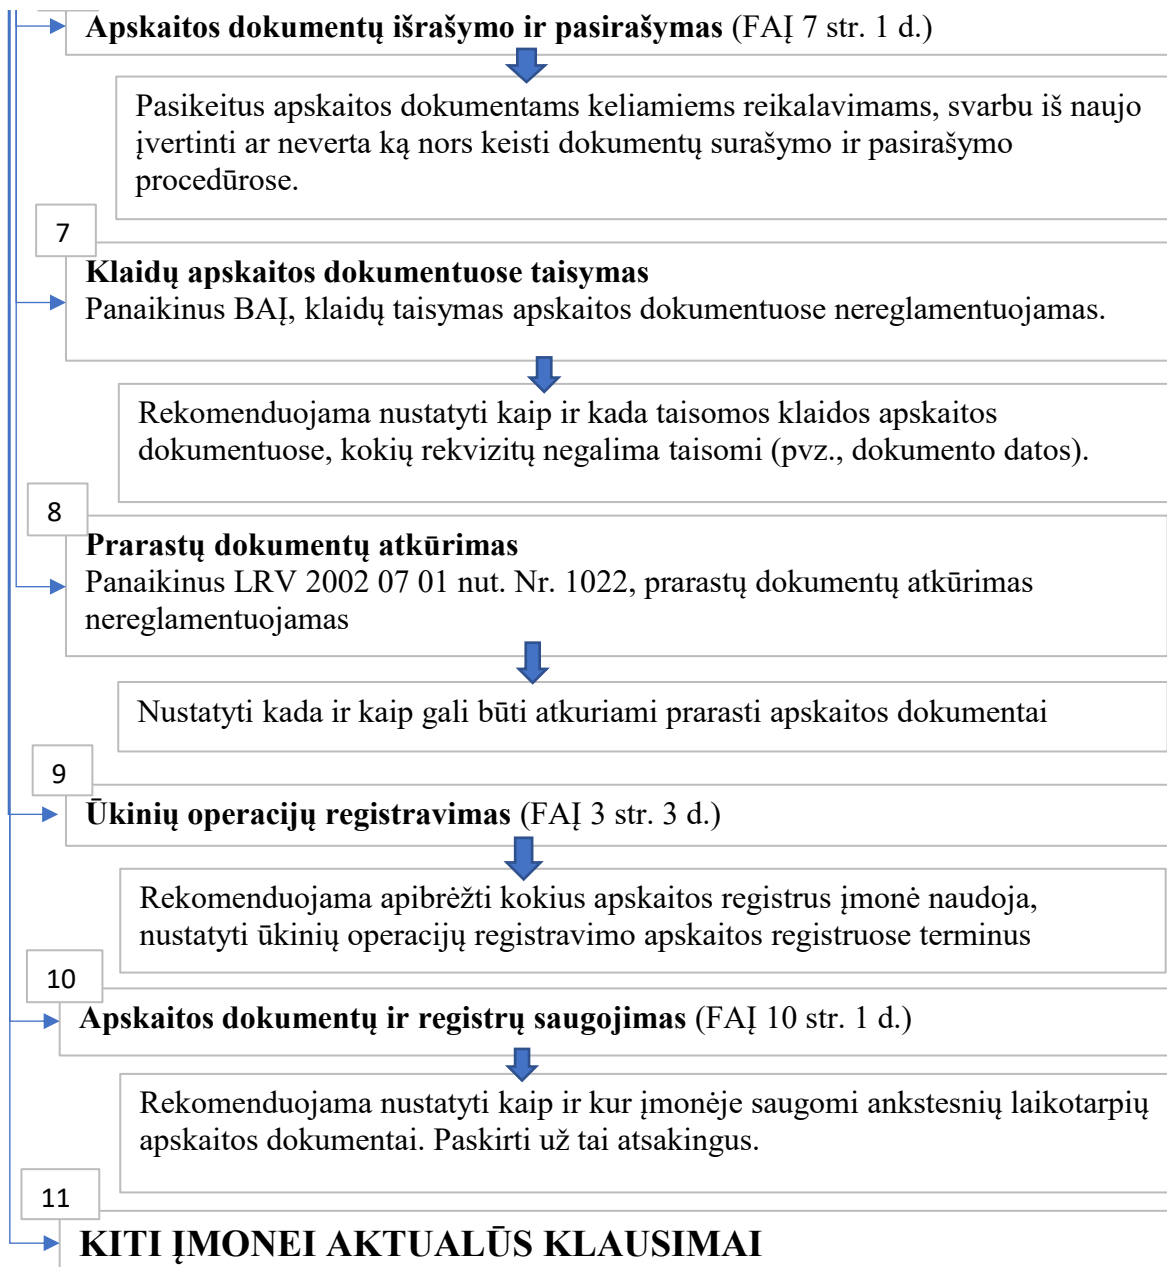 Apskaitos dokumentų išrašymo ir pasirašymas (FAĮ 7 str. 1 d.)
Pasikeitus apskaitos dokumentams keliamiems reikalavimams, svarbu iš naujo
įvertinti ar neverta ką nors keisti dokumentų surašymo ir pasirašymo
procedūrose.
7
Klaidų apskaitos dokumentuose taisymas
Panaikinus BAĮ, klaidų taisymas apskaitos dokumentuose nereglamentuojamas.
Rekomenduojama nustatyti kaip ir kada taisomos klaidos apskaitos
dokumentuose, kokių rekvizitų negalima taisomi (pvz., dokumento datos).
8
Prarastų dokumentų atkūrimas
Panaikinus LRV 2002 07 01 nut. Nr. 1022, prarastų dokumentų atkūrimas
nereglamentuojamas
Nustatyti kada ir kaip gali būti atkuriami prarasti apskaitos dokumentai
9
Ūkinių operacijų registravimas (FAĮ 3 str. 3 d.)
Rekomenduojama apibrėžti kokius apskaitos registrus įmonė naudoja,
nustatyti ūkinių operacijų registravimo apskaitos registruose terminus
10
Apskaitos dokumentų ir registrų saugojimas (FAĮ 10 str. 1 d.)
Rekomenduojama nustatyti kaip ir kur įmonėje saugomi ankstesnių laikotarpių
apskaitos dokumentai. Paskirti už tai atsakingus.
11
KITI ĮMONEI AKTUALŪS KLAUSIMAI